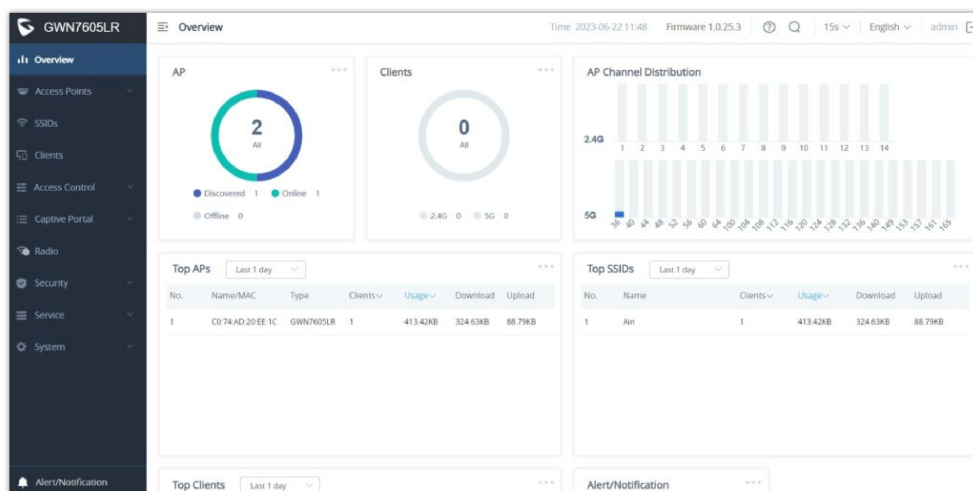 GWN7605LR
Overview
Time 2023-06-22 11:48 Firmware 1.0.25.3 15s English admin
Overview
Access Points
SSIDs
Clients
Access Control
Captive Portal
Radio
Security
Service
System
Alert/Notification
AP
2
All
Discovered 1 Online 1
Offline 0
Clients
0
All
2.4G 0 5G 0
AP Channel Distribution
2.4G
1 2 3 4 5 6 7 8 9 10 11 12 13 14
5G
36 40 44 48 52 56 60 64 100 104 108 112 116 120 124 128 132 136 140 149 153 157 161 165
Top APs Last 1 day
No. Name/MAC Type Clients Usage Download Upload
1 C0:74:AD:20:EE:1C GWN7605LR 1 413.42KB 324.63KB 88.79KB
Top SSIDs Last 1 day
No. Name Clients Usage Download Upload
1 Ain 1 413.42KB 324.63KB 88.79KB
Top Clients Last 1 day
Alert/Notification